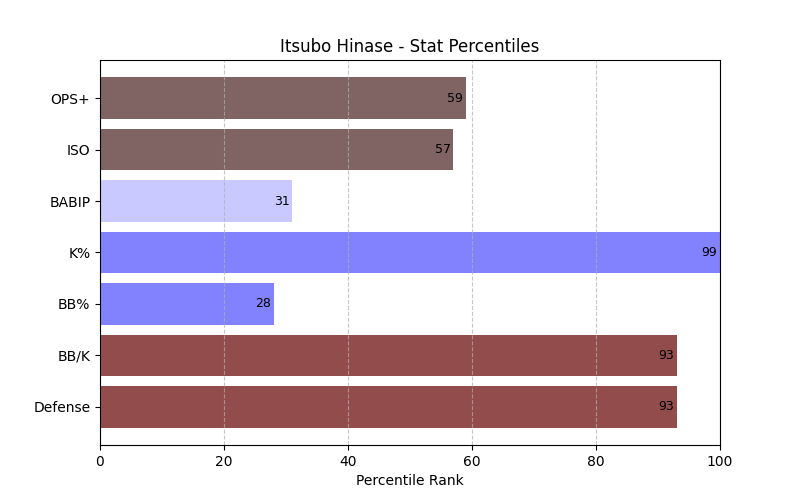 Itsubo Hinase - Stat Percentiles
OPS+ 59
ISO 57
BABIP 31
K% 99
BB% 28
BB/K 93
Defense 93
0 20 40 60 80 100
Percentile Rank